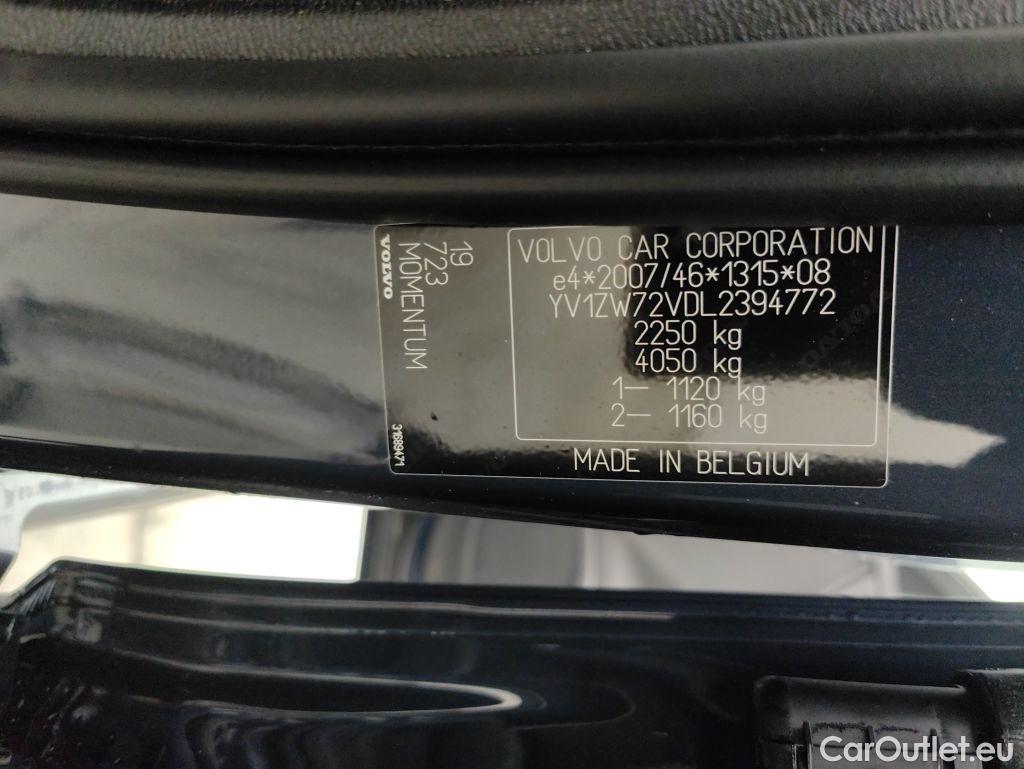 VOLVO
19
723
MOMENTUM
31689471
VOLVO CAR CORPORATION
e4*2007/46*1315*08
YV1ZW72VDL2394772
2250 kg
4050 kg
1— 1120 kg
2— 1160 kg
MADE IN BELGIUM
CarOutlet.eu